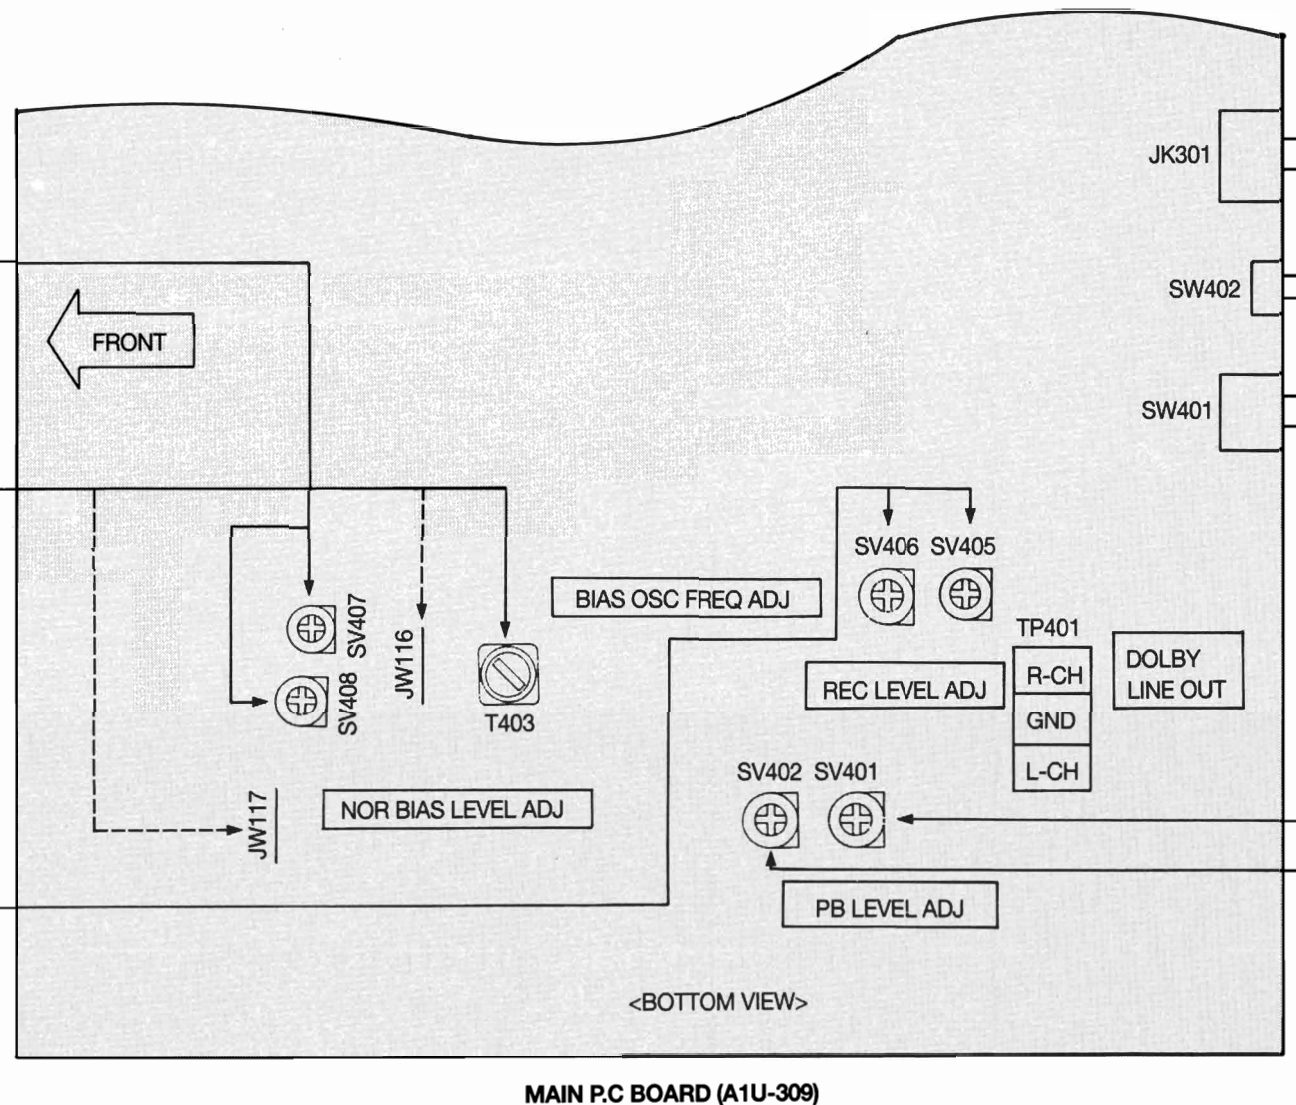 JK301
SW402
FRONT
SW401
SV406
SV405
BIAS OSC FREQ ADJ
SV407
JW116
TP401
R-CH
GND
L-CH
DOLBY
LINE OUT
REC LEVEL ADJ
SV408
T403
SV402
SV401
JW117
NOR BIAS LEVEL ADJ
PB LEVEL ADJ
<BOTTOM VIEW>
MAIN P.C BOARD (A1U-309)